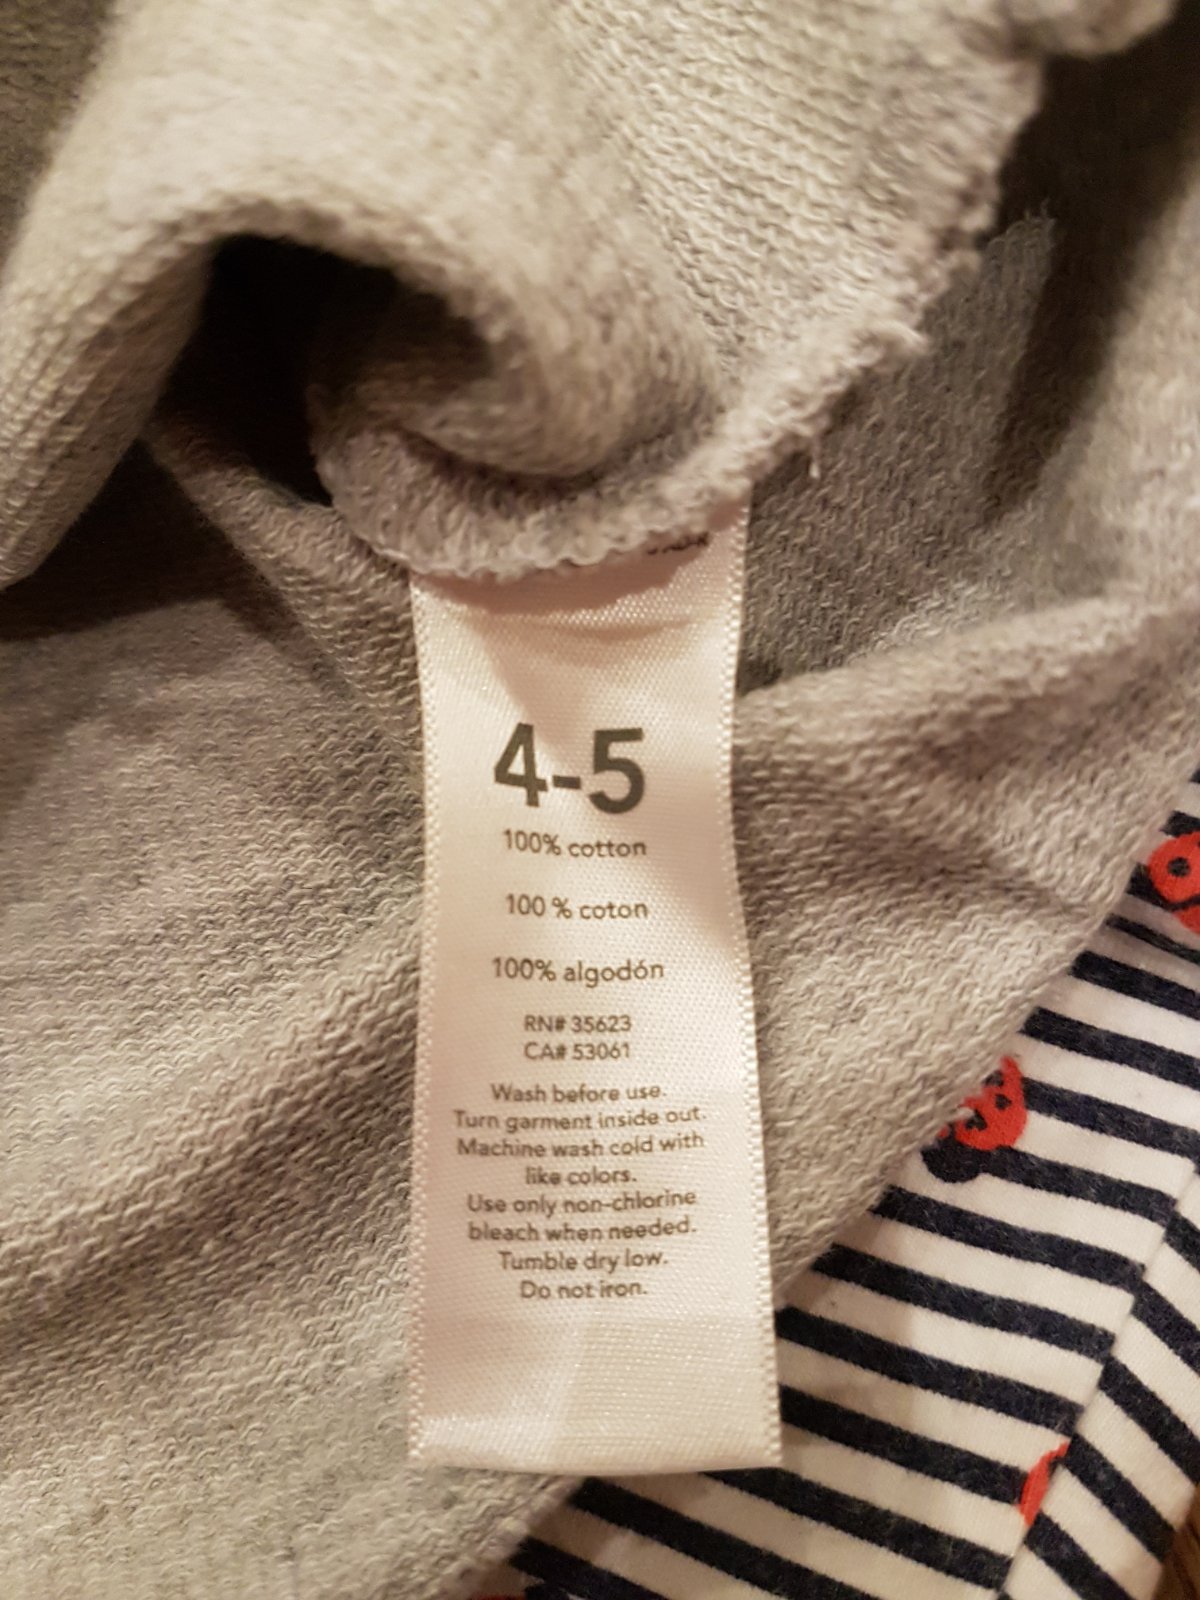 4-5
100% cotton
100 % coton
100% algodón
RN# 35623
CA# 53061
Wash before use.
Turn garment inside out.
Machine wash cold with
like colors.
Use only non-chlorine
bleach when needed.
Tumble dry low.
Do not iron.